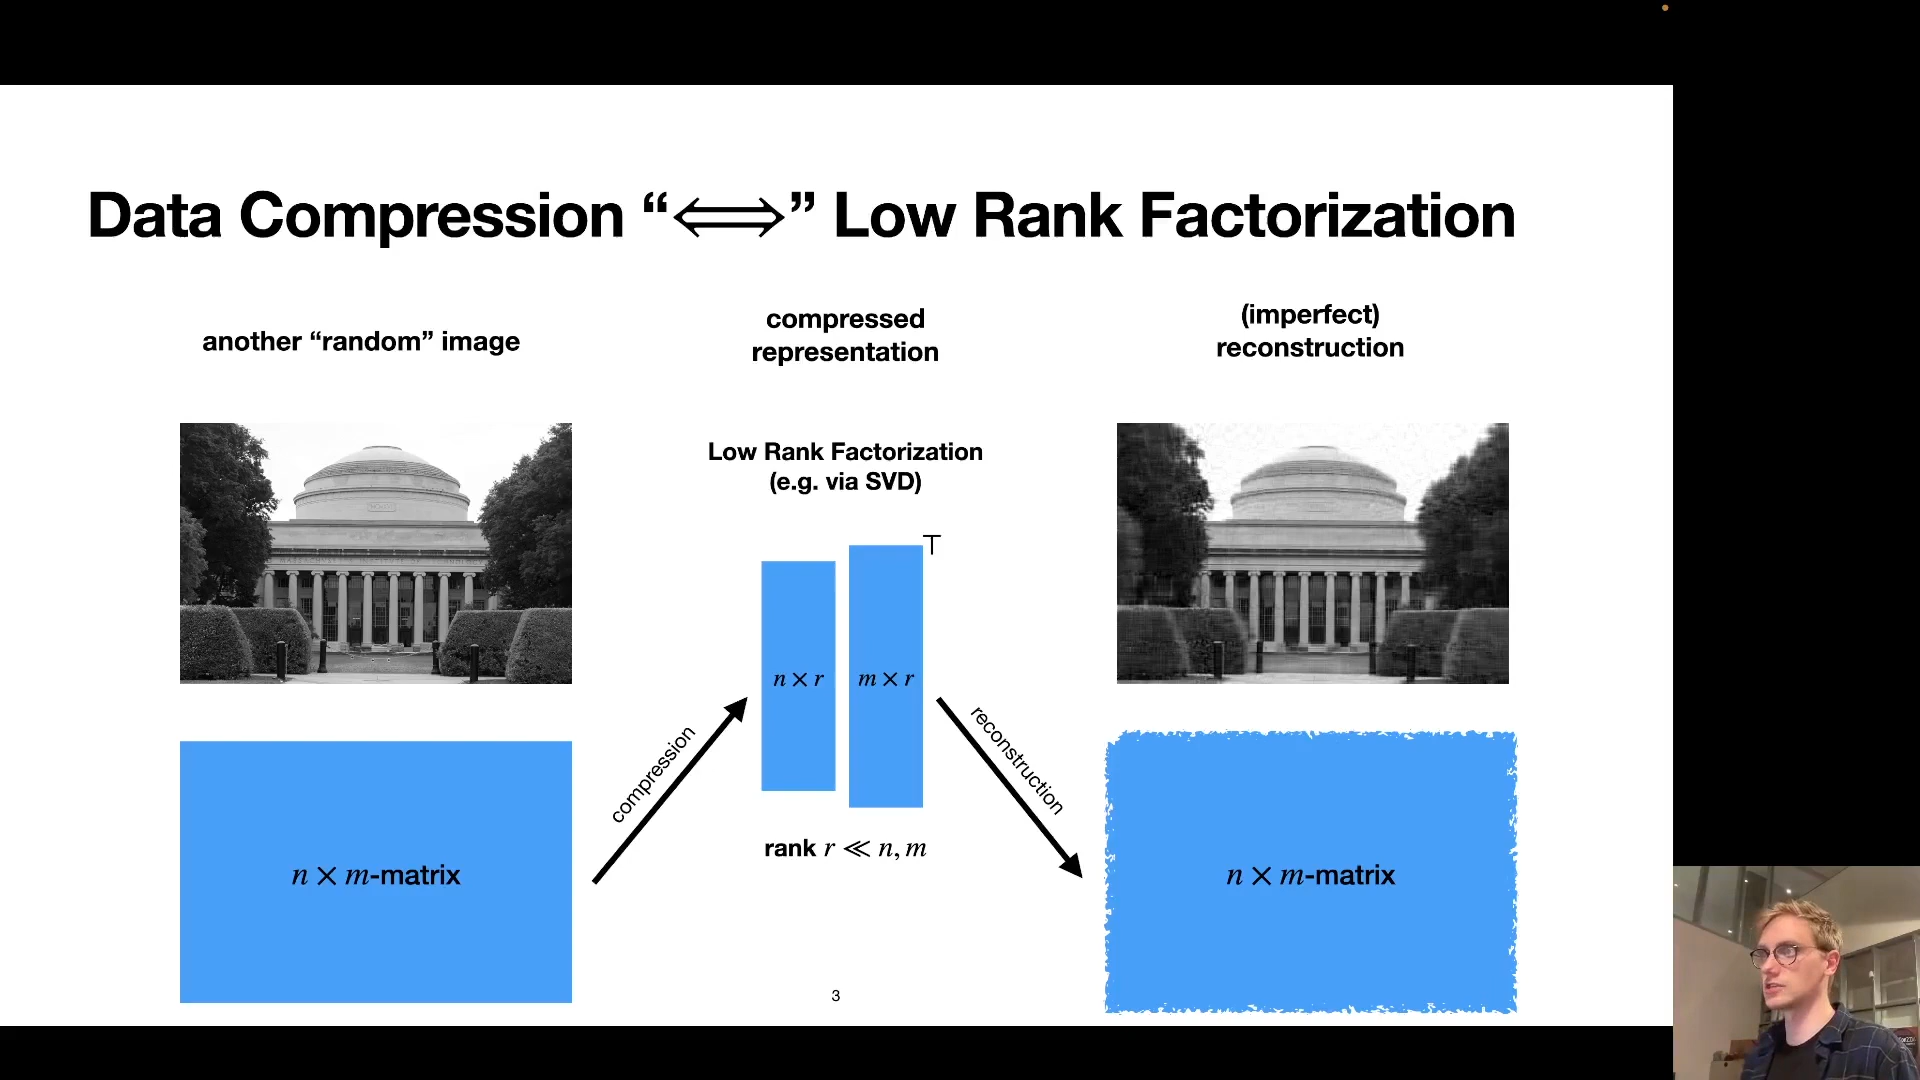 Data Compression “⟺” Low Rank Factorization
another “random” image
compressed
representation
(imperfect)
reconstruction
Low Rank Factorization
(e.g. via SVD)
⊤
n × r
m × r
compression
reconstruction
rank r ≪ n, m
n × m-matrix
n × m-matrix
3